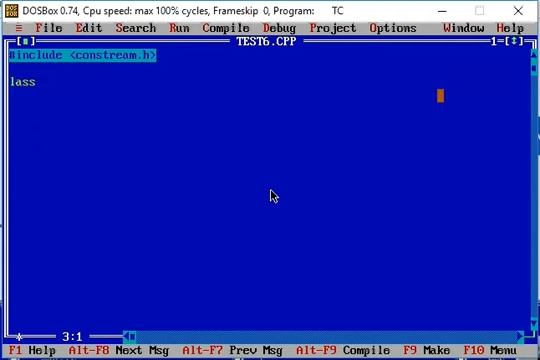 DOSBox 0.74, Cpu speed: max 100% cycles, Frameskip 0, Program: TC
≡ File Edit Search Run Compile Debug Project Options Window Help
[■] TEST6.CPP 1=[↕]
#include <constream.h>
lass
* 3:1
F1 Help Alt-F8 Next Msg Alt-F7 Prev Msg Alt-F9 Compile F9 Make F10 Menu